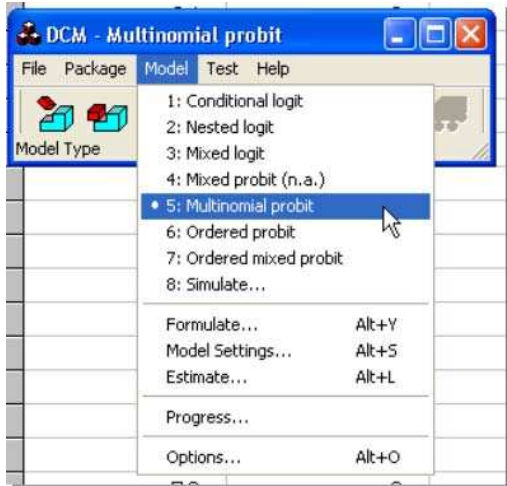 DCM - Multinomial probit
File Package Model Test Help
Model Type
1: Conditional logit
2: Nested logit
3: Mixed logit
4: Mixed probit (n.a.)
5: Multinomial probit
6: Ordered probit
7: Ordered mixed probit
8: Simulate...
Formulate... Alt+Y
Model Settings... Alt+S
Estimate... Alt+L
Progress...
Options... Alt+O